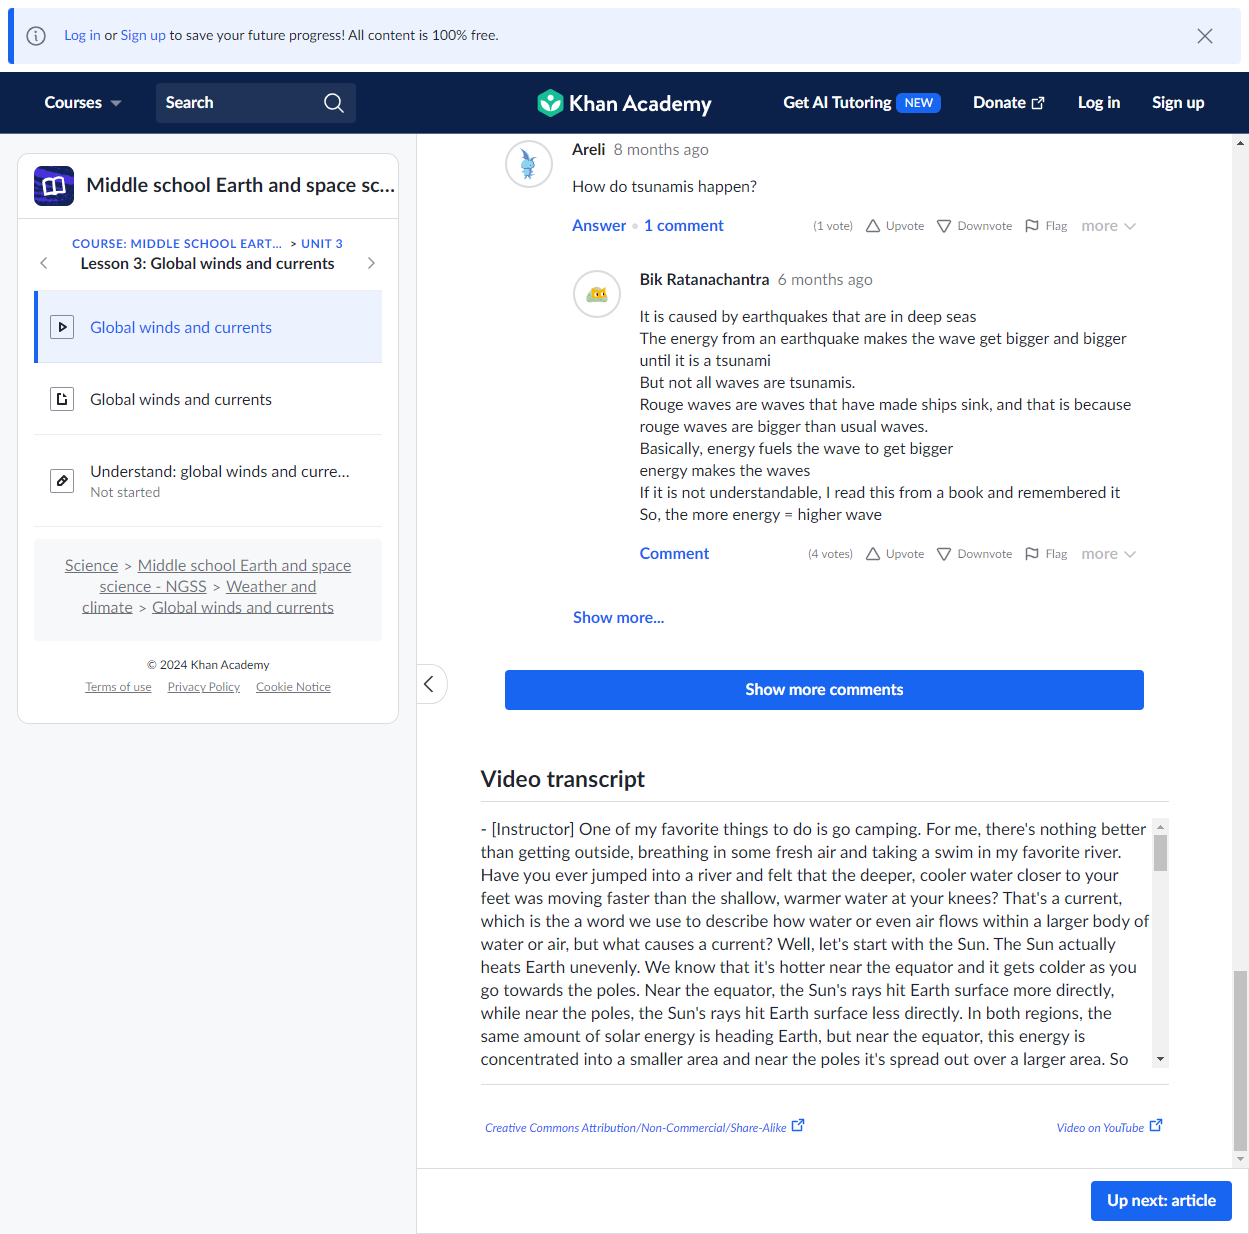 Log in or Sign up to save your future progress! All content is 100% free.
Courses
Search
Khan Academy
Get AI Tutoring NEW
Donate
Log in
Sign up
Middle school Earth and space sc...
COURSE: MIDDLE SCHOOL EART... > UNIT 3
Lesson 3: Global winds and currents
Global winds and currents
Global winds and currents
Understand: global winds and curre...
Not started
Science > Middle school Earth and space
science - NGSS > Weather and
climate > Global winds and currents
© 2024 Khan Academy
Terms of use Privacy Policy Cookie Notice
Areli 8 months ago
How do tsunamis happen?
Answer • 1 comment (1 vote) Upvote Downvote Flag more
Bik Ratanachantra 6 months ago
It is caused by earthquakes that are in deep seas
The energy from an earthquake makes the wave get bigger and bigger
until it is a tsunami
But not all waves are tsunamis.
Rouge waves are waves that have made ships sink, and that is because
rouge waves are bigger than usual waves.
Basically, energy fuels the wave to get bigger
energy makes the waves
If it is not understandable, I read this from a book and remembered it
So, the more energy = higher wave
Comment (4 votes) Upvote Downvote Flag more
Show more...
Show more comments
Video transcript
- [Instructor] One of my favorite things to do is go camping. For me, there's nothing better
than getting outside, breathing in some fresh air and taking a swim in my favorite river.
Have you ever jumped into a river and felt that the deeper, cooler water closer to your
feet was moving faster than the shallow, warmer water at your knees? That's a current,
which is the a word we use to describe how water or even air flows within a larger body of
water or air, but what causes a current? Well, let's start with the Sun. The Sun actually
heats Earth unevenly. We know that it's hotter near the equator and it gets colder as you
go towards the poles. Near the equator, the Sun's rays hit Earth surface more directly,
while near the poles, the Sun's rays hit Earth surface less directly. In both regions, the
same amount of solar energy is heading Earth, but near the equator, this energy is
concentrated into a smaller area and near the poles it's spread out over a larger area. So
Creative Commons Attribution/Non-Commercial/Share-Alike
Video on YouTube
Up next: article